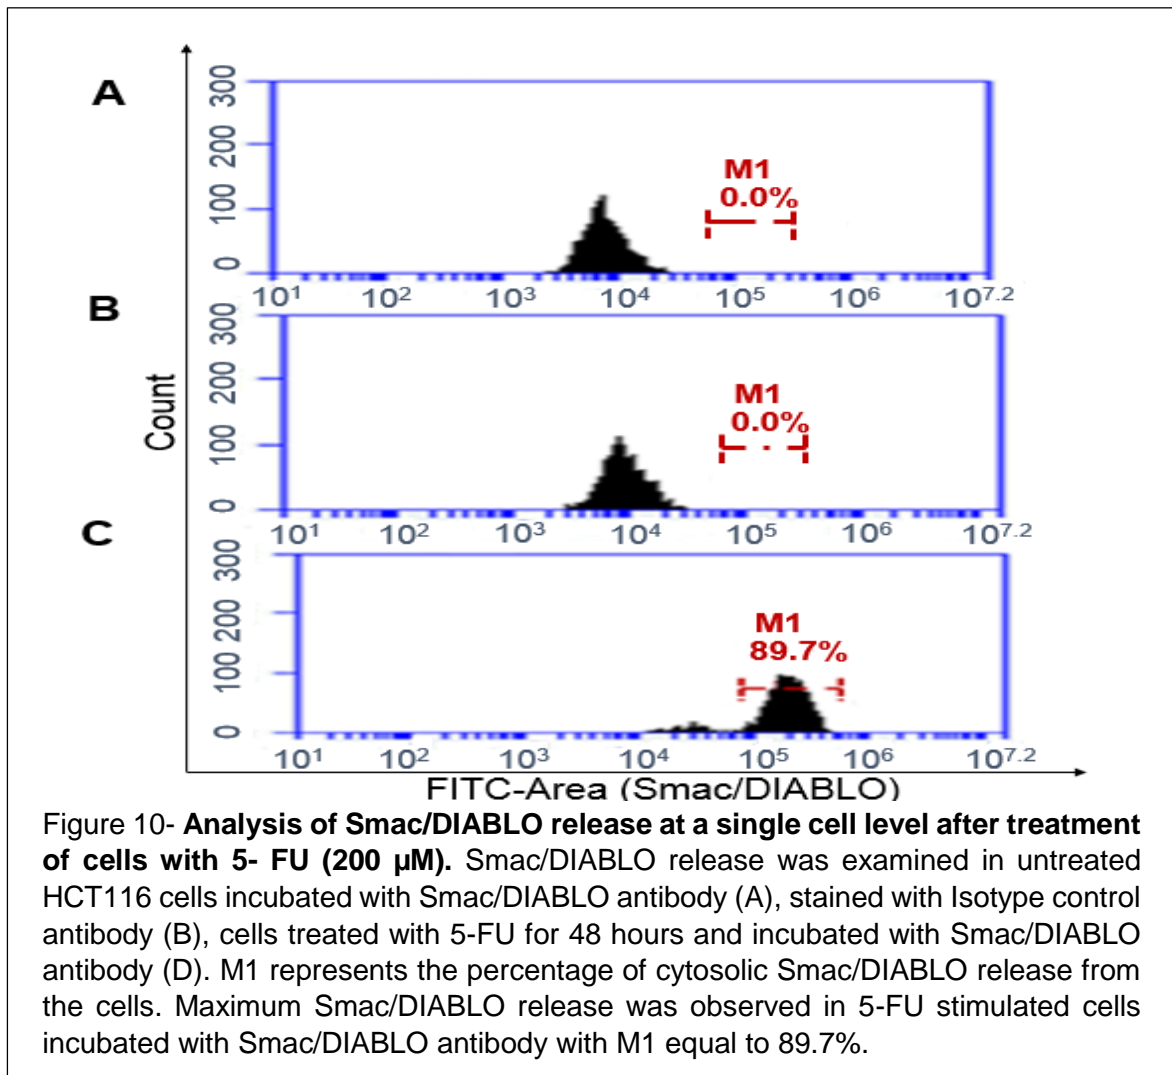 A
300
200
100
0
M1
0.0%
10¹ 10² 10³ 10⁴ 10⁵ 10⁶ 10⁷·²
B
300
200
100
0
M1
0.0%
10¹ 10² 10³ 10⁴ 10⁵ 10⁶ 10⁷·²
Count
C
300
200
100
0
M1
89.7%
10¹ 10² 10³ 10⁴ 10⁵ 10⁶ 10⁷·²
FITC-Area (Smac/DIABLO)
Figure 10- Analysis of Smac/DIABLO release at a single cell level after treatment
of cells with 5- FU (200 µM). Smac/DIABLO release was examined in untreated
HCT116 cells incubated with Smac/DIABLO antibody (A), stained with Isotype control
antibody (B), cells treated with 5-FU for 48 hours and incubated with Smac/DIABLO
antibody (D). M1 represents the percentage of cytosolic Smac/DIABLO release from
the cells. Maximum Smac/DIABLO release was observed in 5-FU stimulated cells
incubated with Smac/DIABLO antibody with M1 equal to 89.7%.